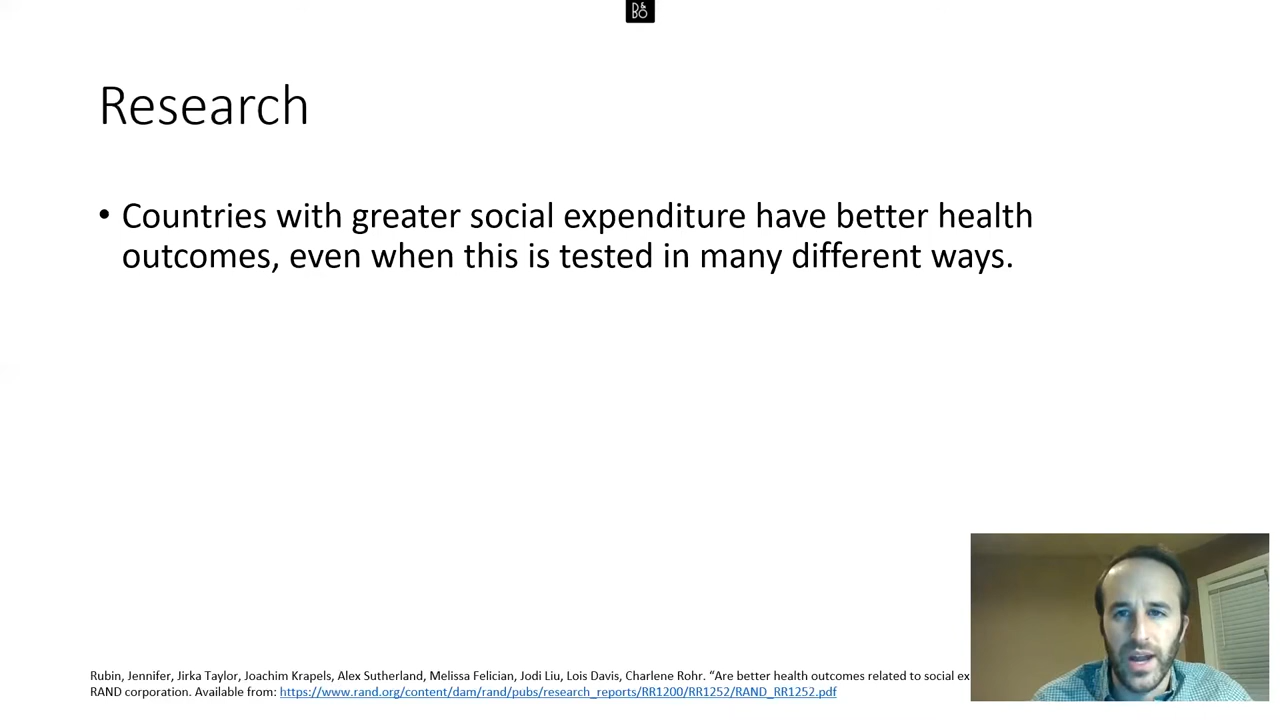 B&
BO
Research
• Countries with greater social expenditure have better health
outcomes, even when this is tested in many different ways.
Rubin, Jennifer, Jirka Taylor, Joachim Krapels, Alex Sutherland, Melissa Felician, Jodi Liu, Lois Davis, Charlene Rohr. “Are better health outcomes related to social ex
RAND corporation. Available from: https://www.rand.org/content/dam/rand/pubs/research_reports/RR1200/RR1252/RAND_RR1252.pdf